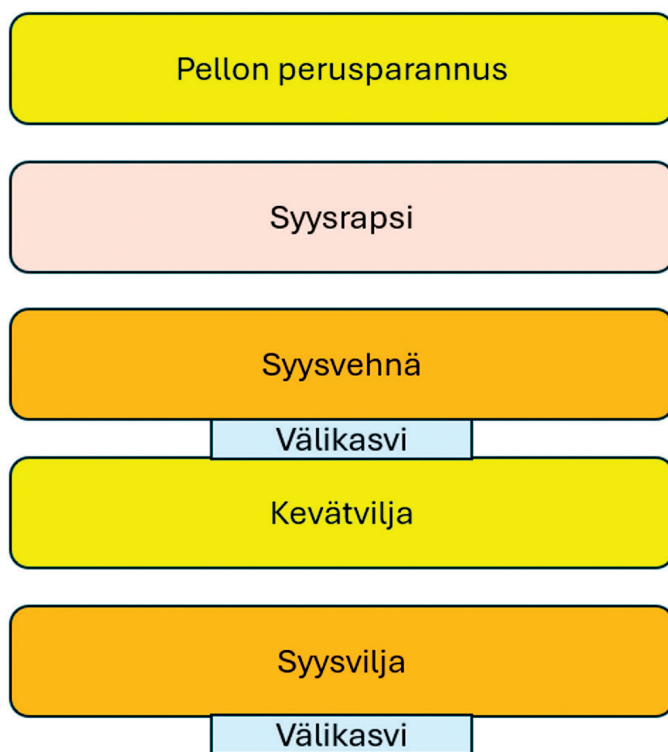 Pellon perusparannus
Syysrapsi
Syysvehnä
Välikasvi
Kevätvilja
Syysvilja
Välikasvi